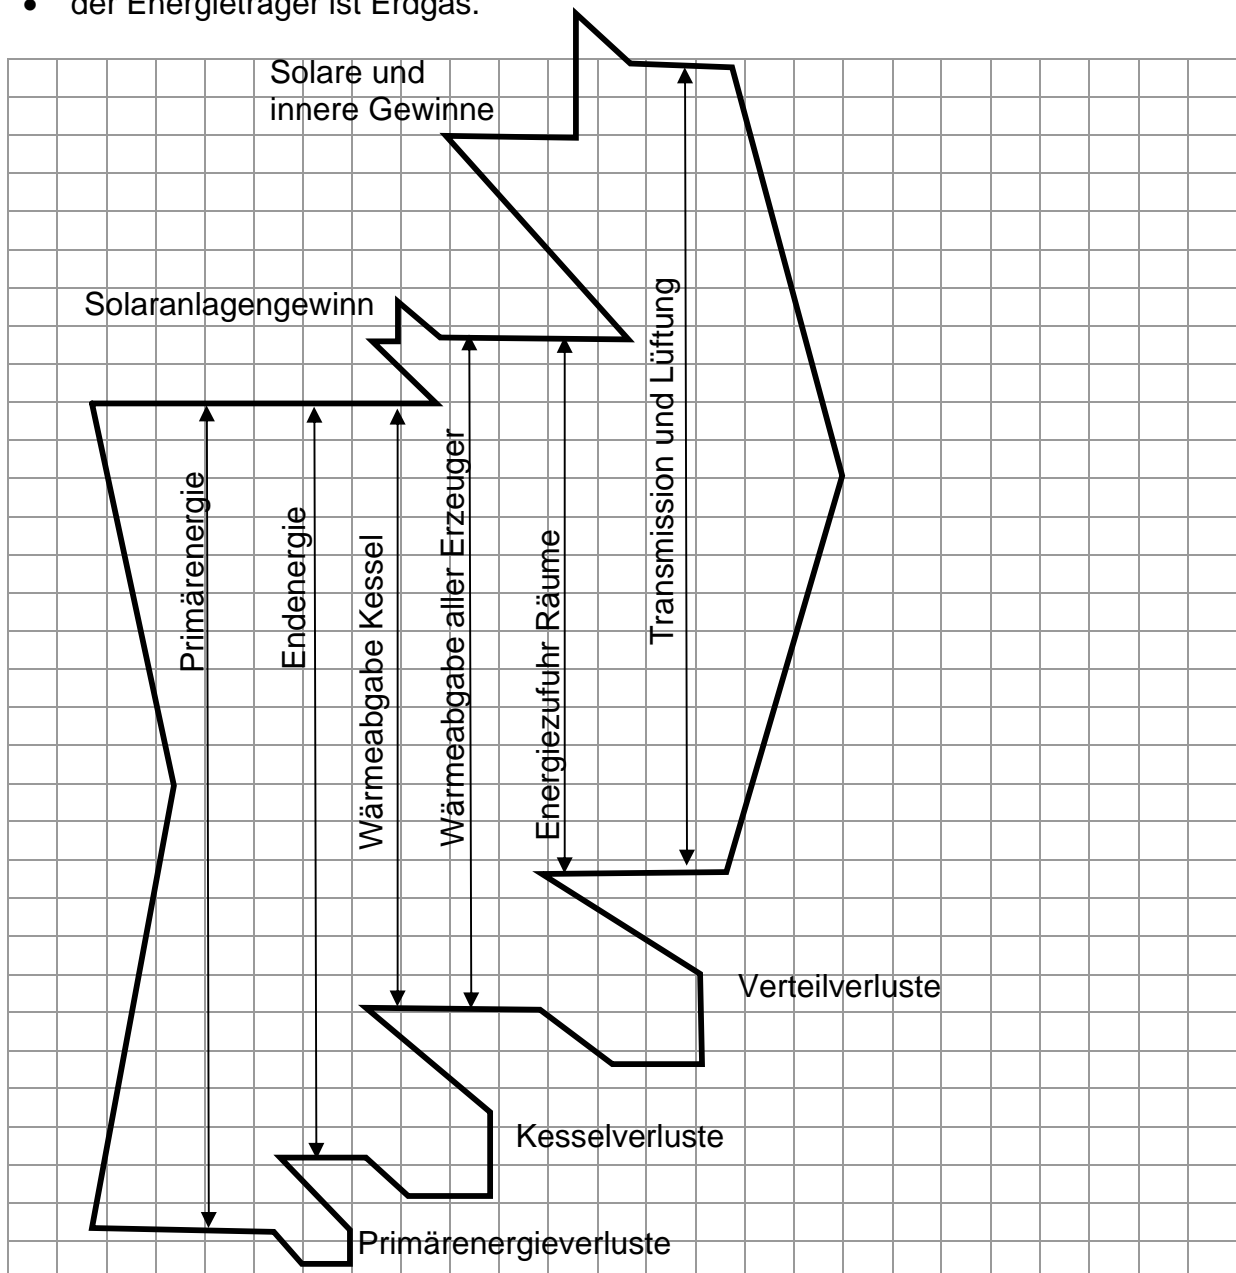 • der Energieträger ist Erdgas.
Solare und
innere Gewinne
Solaranlagengewinn
Primärenergie
Endenergie
Wärmeabgabe Kessel
Wärmeabgabe aller Erzeuger
Energiezufuhr Räume
Transmission und Lüftung
Verteilverluste
Kesselverluste
Primärenergieverluste